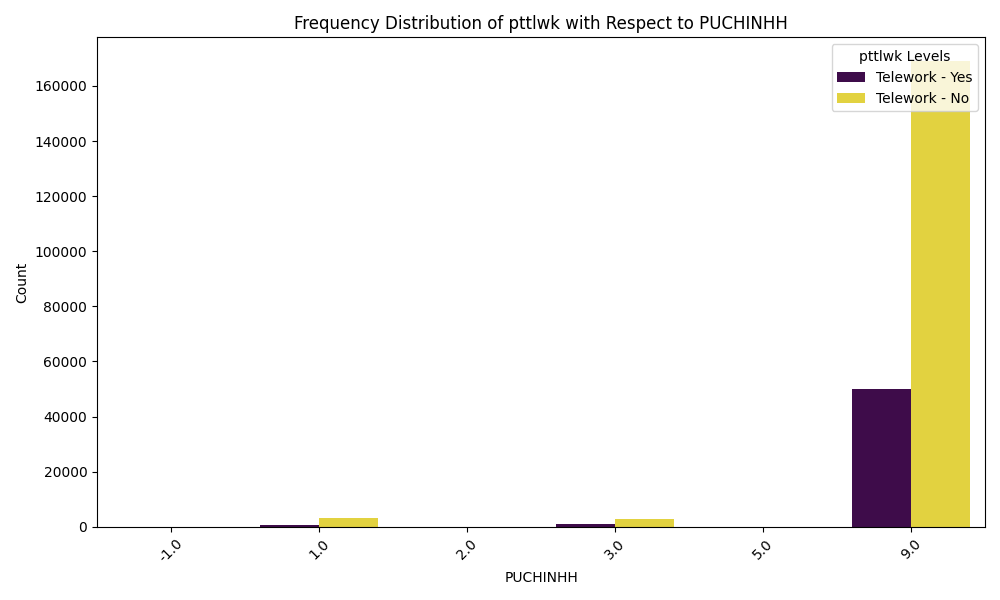 Frequency Distribution of pttlwk with Respect to PUCHINHH
pttlwk Levels
Telework - Yes
Telework - No
160000
140000
120000
100000
80000
60000
40000
20000
0
Count
-1.0
1.0
2.0
3.0
5.0
9.0
PUCHINHH